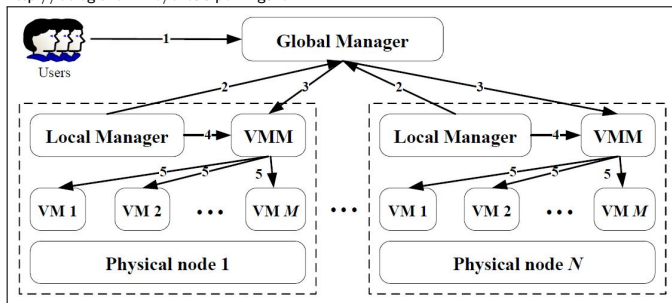 1
Global Manager
Users
2
3
2
3
Local Manager
4
VMM
Local Manager
4
VMM
5
5
5
5
5
5
VM 1
VM 2
•••
VM M
•••
VM 1
VM 2
•••
VM M
Physical node 1
Physical node N